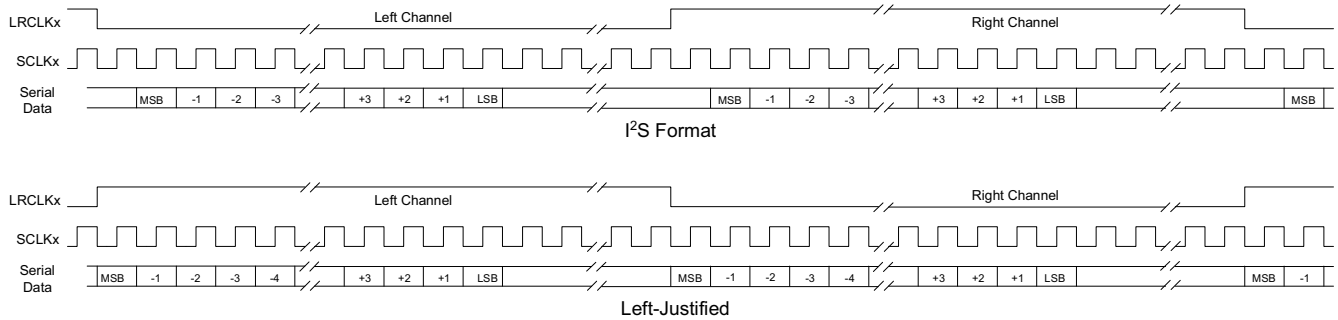 Left Channel Right Channel
LRCLKx
SCLKx
Serial Data MSB -1 -2 -3 +3 +2 +1 LSB MSB -1 -2 -3 +3 +2 +1 LSB MSB
I²S Format
LRCLKx Left Channel Right Channel
SCLKx
Serial Data MSB -1 -2 -3 -4 +3 +2 +1 LSB MSB -1 -2 -3 -4 +3 +2 +1 LSB MSB -1
Left-Justified